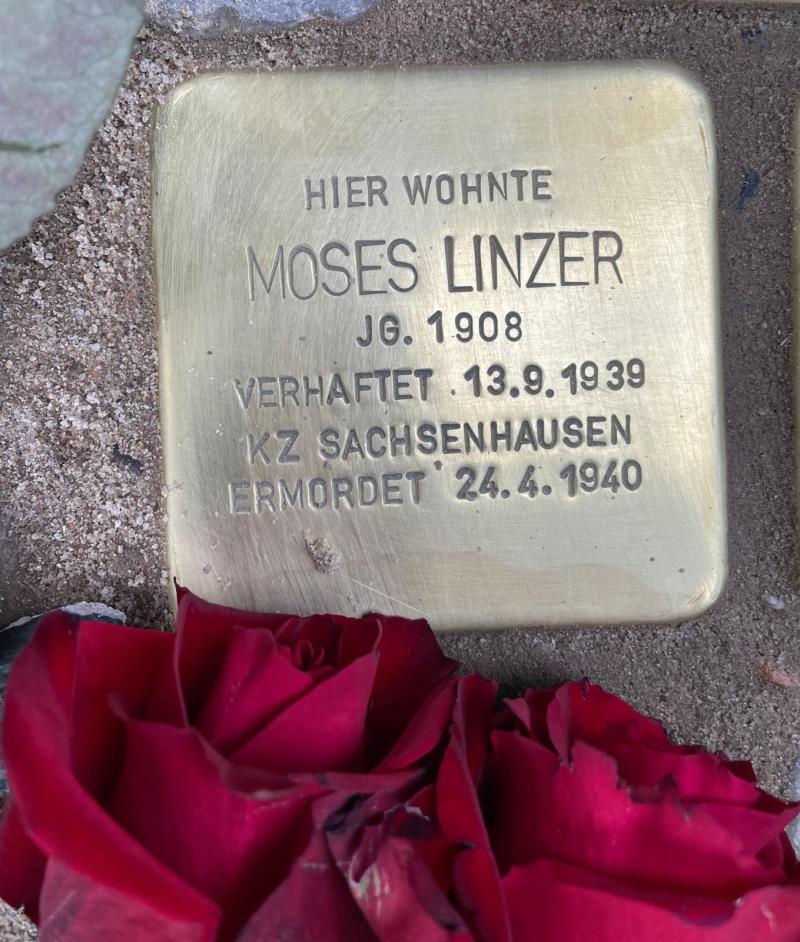 HIER WOHNTE
MOSES LINZER
JG. 1908
VERHAFTET 13.9.1939
KZ SACHSENHAUSEN
ERMORDET 24.4.1940